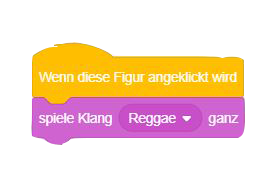 Wenn diese Figur angeklickt wird
spiele Klang Reggae ganz